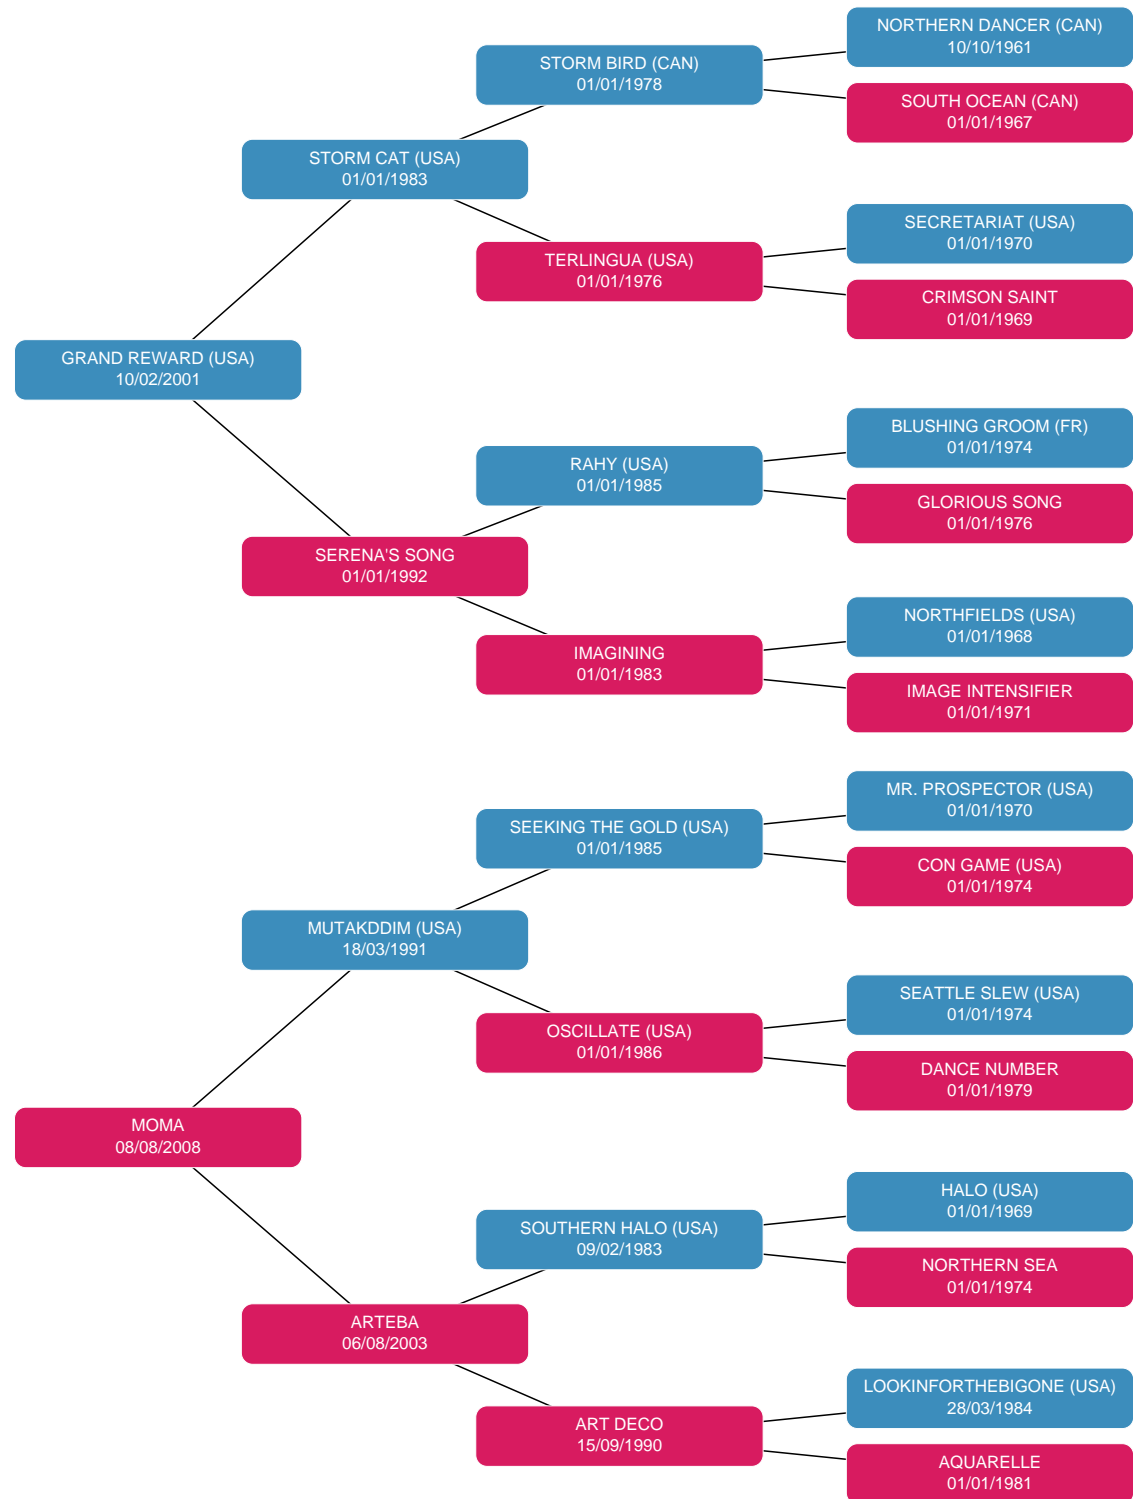 NORTHERN DANCER (CAN)
10/10/1961
STORM BIRD (CAN)
01/01/1978
SOUTH OCEAN (CAN)
01/01/1967
STORM CAT (USA)
01/01/1983
SECRETARIAT (USA)
01/01/1970
TERLINGUA (USA)
01/01/1976
CRIMSON SAINT
01/01/1969
GRAND REWARD (USA)
10/02/2001
BLUSHING GROOM (FR)
01/01/1974
RAHY (USA)
01/01/1985
GLORIOUS SONG
01/01/1976
SERENA'S SONG
01/01/1992
NORTHFIELDS (USA)
01/01/1968
IMAGINING
01/01/1983
IMAGE INTENSIFIER
01/01/1971
MR. PROSPECTOR (USA)
01/01/1970
SEEKING THE GOLD (USA)
01/01/1985
CON GAME (USA)
01/01/1974
MUTAKDDIM (USA)
18/03/1991
SEATTLE SLEW (USA)
01/01/1974
OSCILLATE (USA)
01/01/1986
DANCE NUMBER
01/01/1979
MOMA
08/08/2008
HALO (USA)
01/01/1969
SOUTHERN HALO (USA)
09/02/1983
NORTHERN SEA
01/01/1974
ARTEBA
06/08/2003
LOOKINFORTHEBIGONE (USA)
28/03/1984
ART DECO
15/09/1990
AQUARELLE
01/01/1981